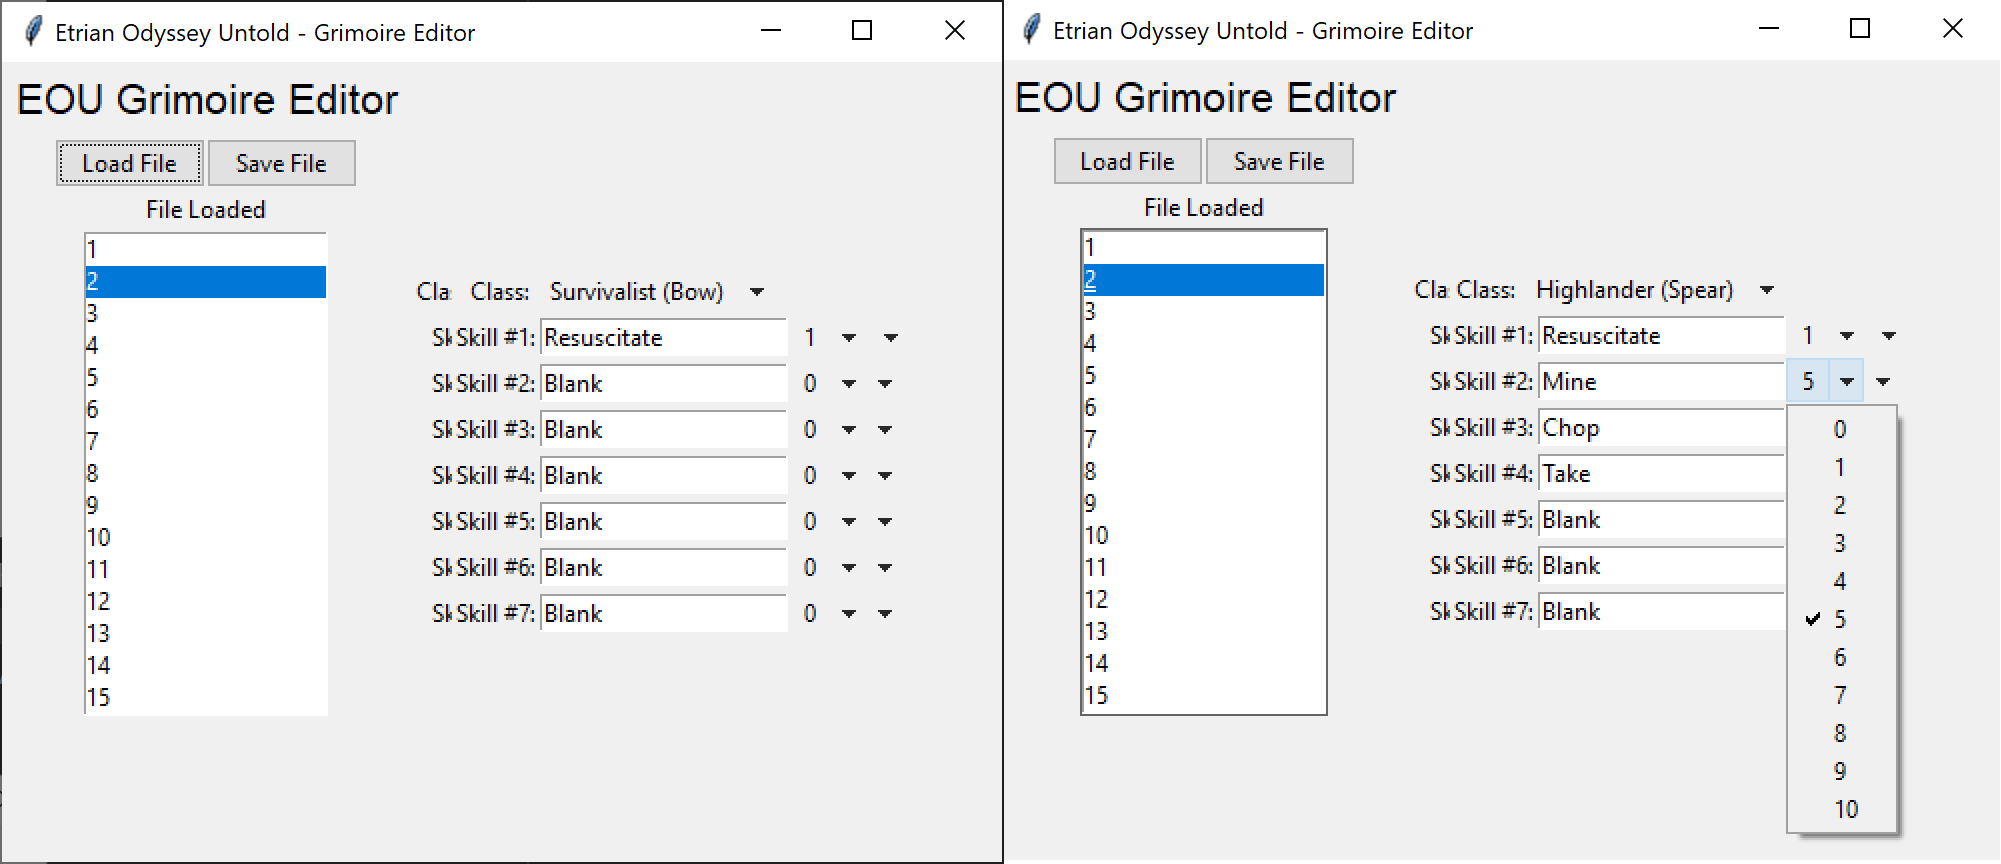 Etrian Odyssey Untold - Grimoire Editor
EOU Grimoire Editor
Load File Save File
File Loaded
1
2
3
4
5
6
7
8
9
10
11
12
13
14
15
Cla Class: Survivalist (Bow)
Sk Skill #1: Resuscitate 1
Sk Skill #2: Blank 0
Sk Skill #3: Blank 0
Sk Skill #4: Blank 0
Sk Skill #5: Blank 0
Sk Skill #6: Blank 0
Sk Skill #7: Blank 0
Etrian Odyssey Untold - Grimoire Editor
EOU Grimoire Editor
Load File Save File
File Loaded
1
2
3
4
5
6
7
8
9
10
11
12
13
14
15
Cla Class: Highlander (Spear)
Sk Skill #1: Resuscitate 1
Sk Skill #2: Mine 5
Sk Skill #3: Chop
Sk Skill #4: Take
Sk Skill #5: Blank
Sk Skill #6: Blank
Sk Skill #7: Blank
0
1
2
3
4
5
6
7
8
9
10